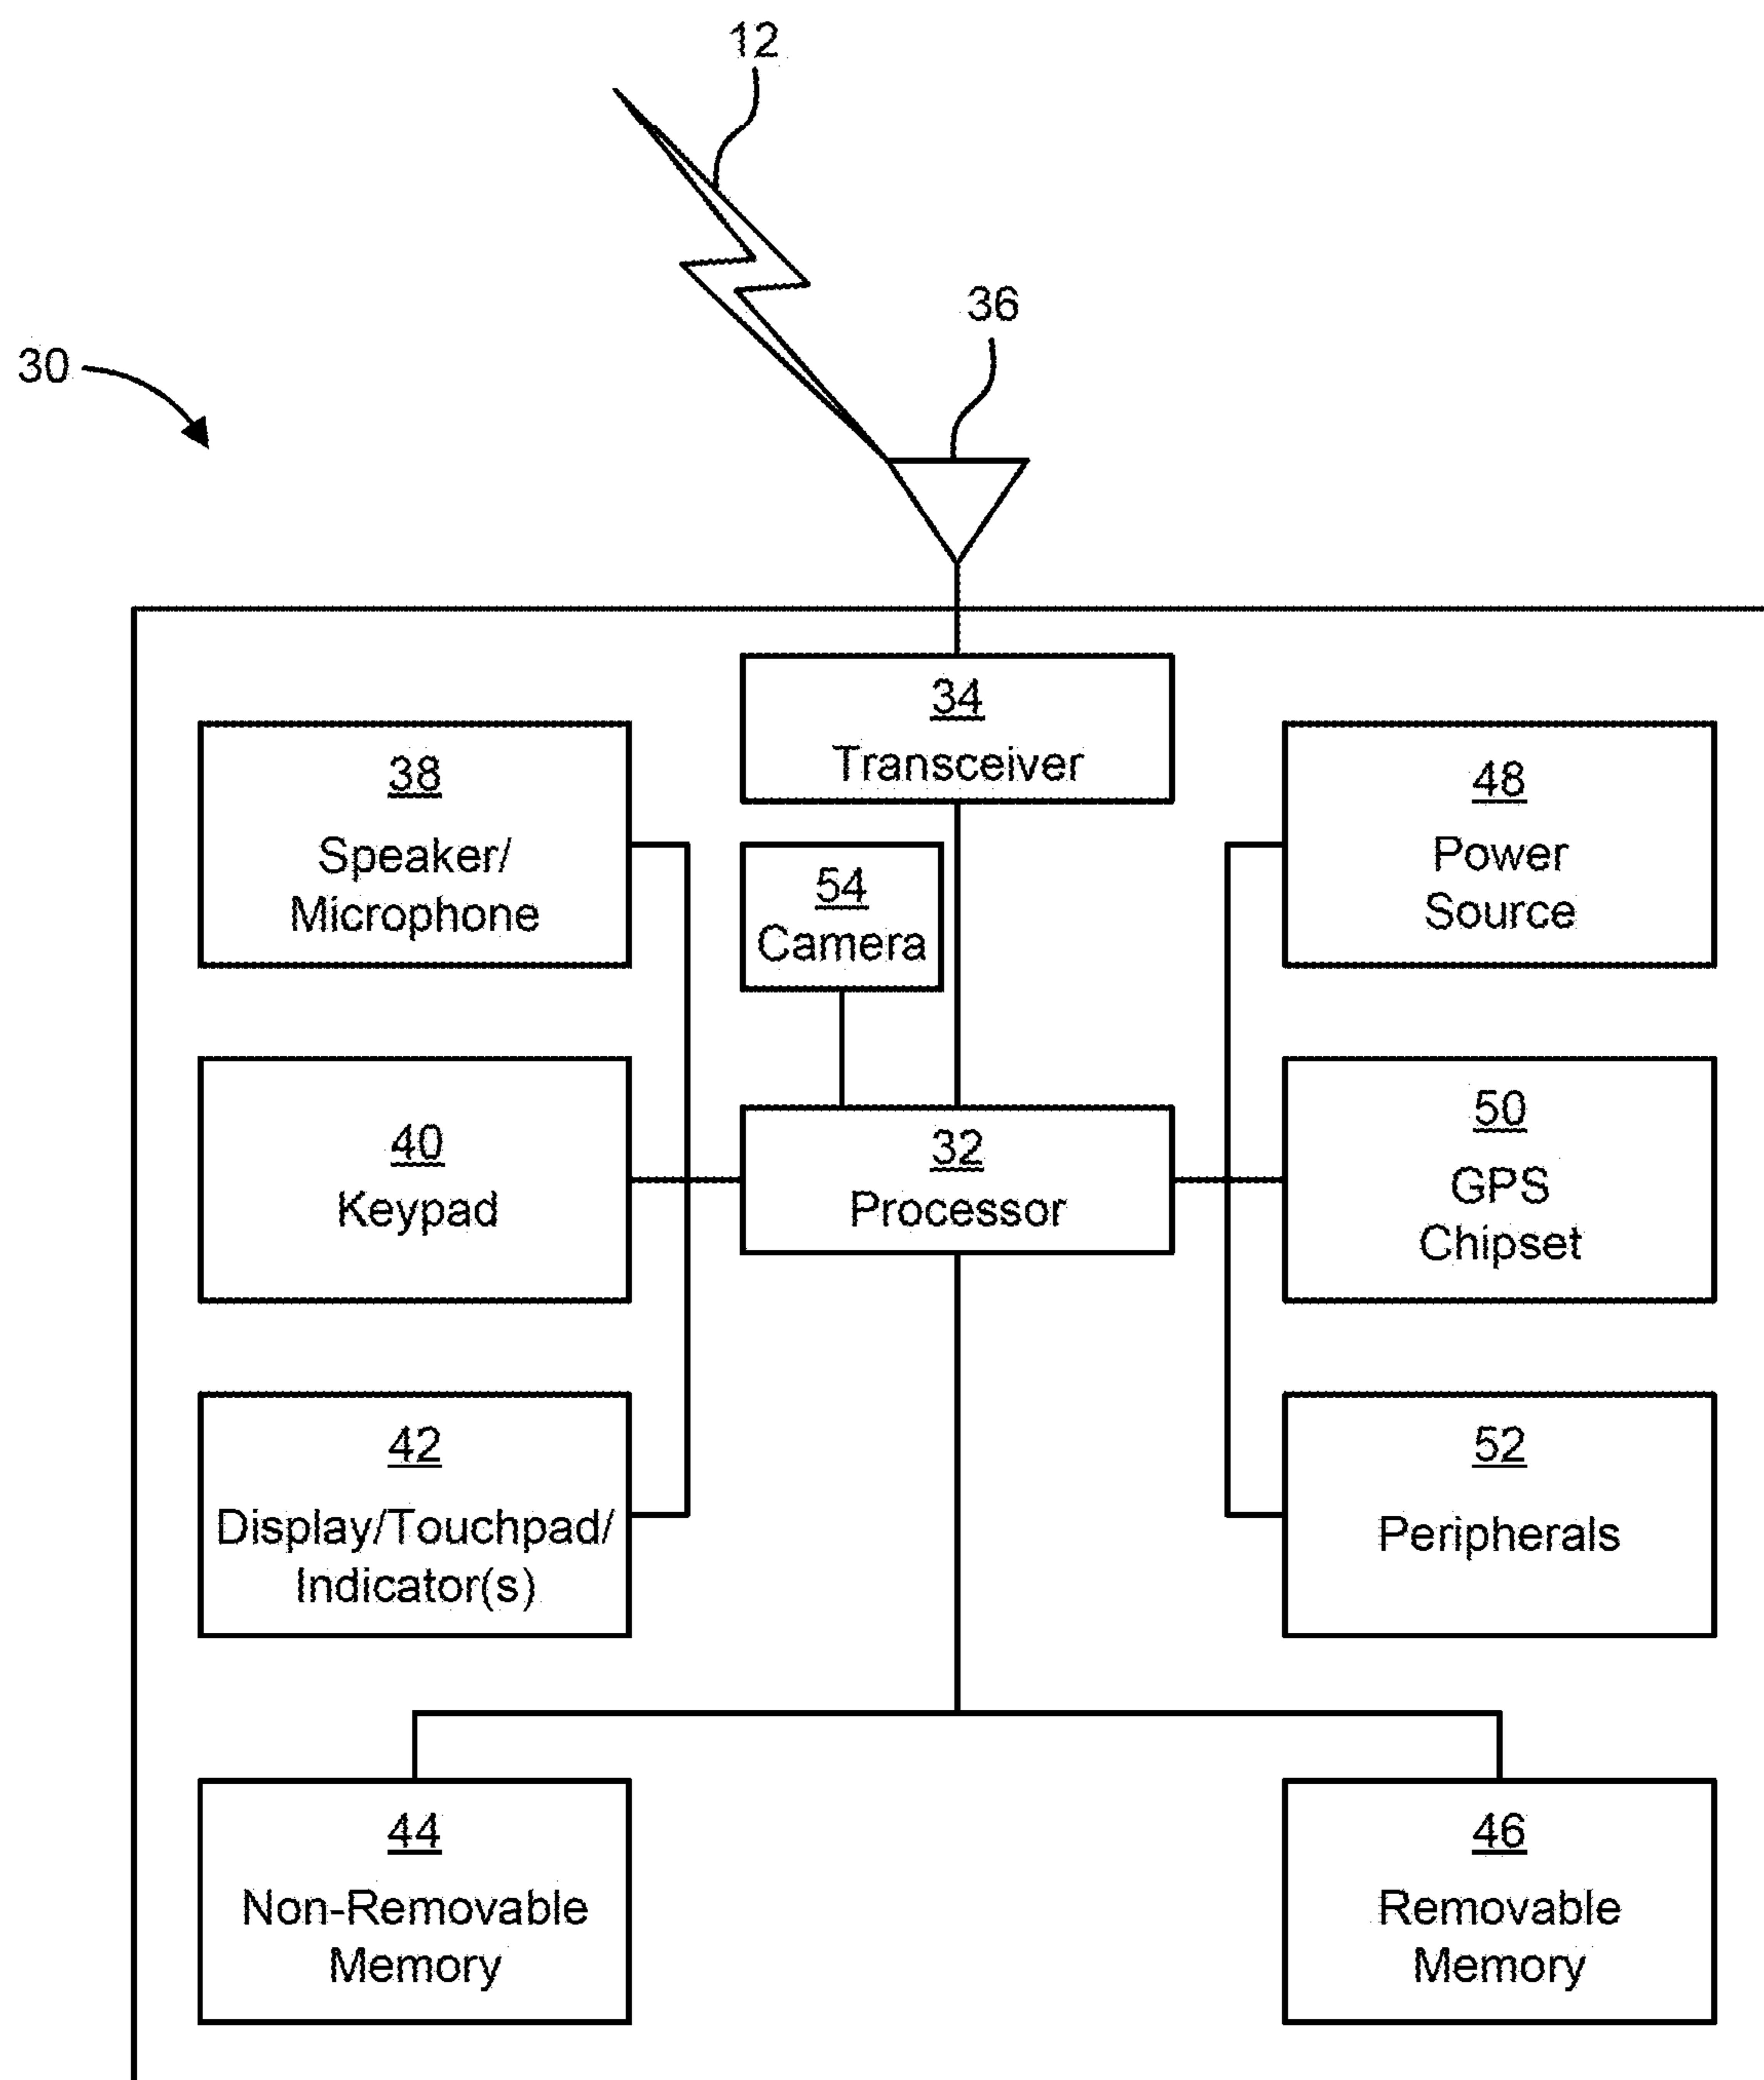 12
36
30
34
Transceiver
38
Speaker/
Microphone
48
Power
Source
54
Camera
40
Keypad
32
Processor
50
GPS
Chipset
42
Display/Touchpad/
Indicator(s)
52
Peripherals
44
Non-Removable
Memory
46
Removable
Memory